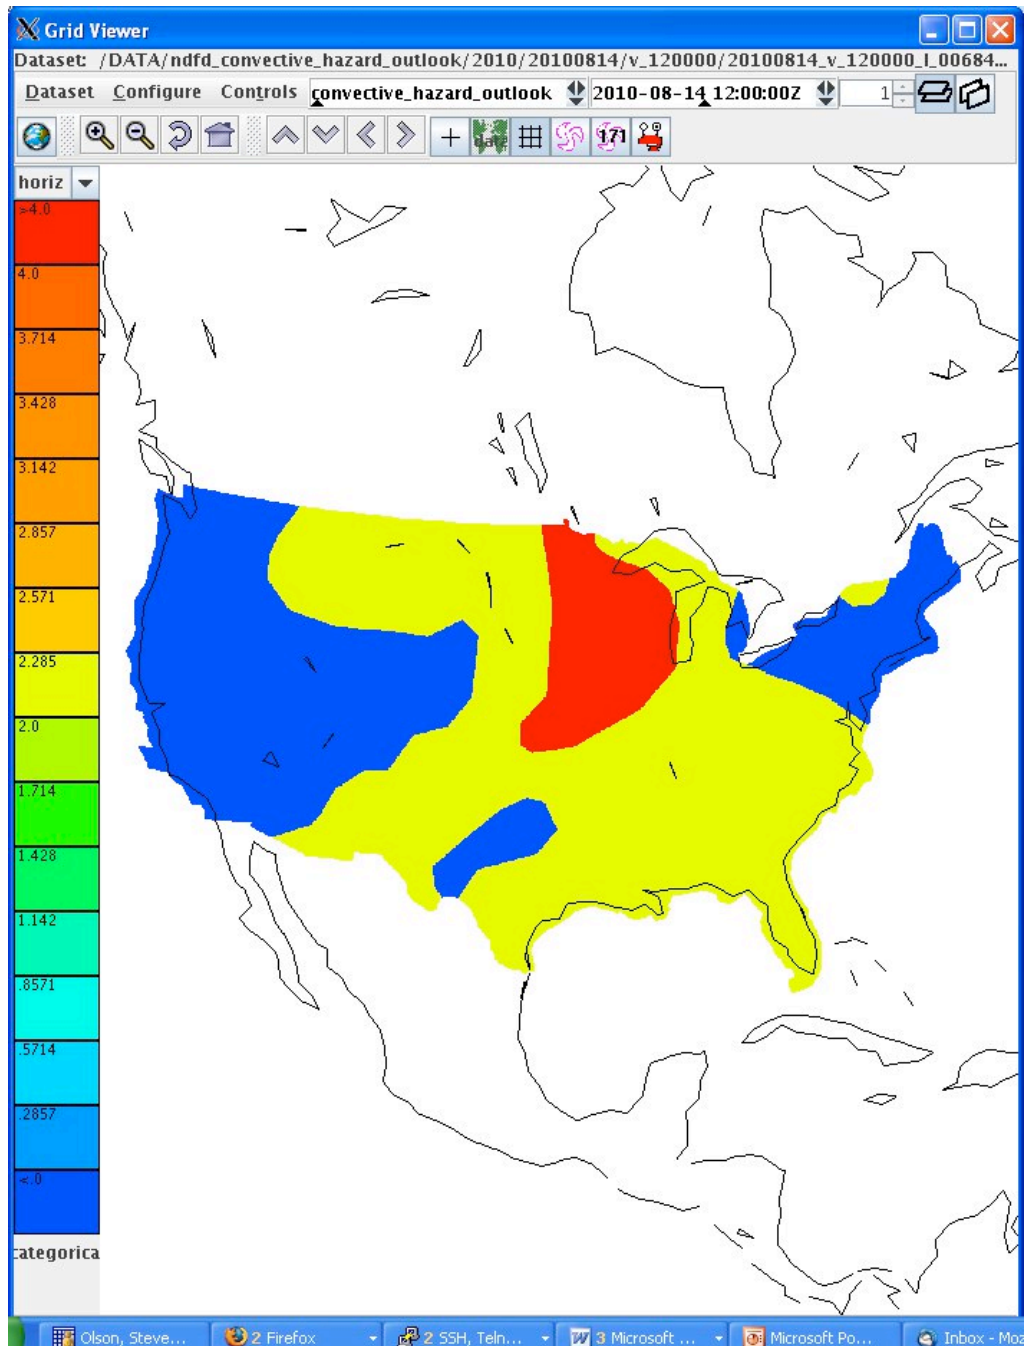 Grid Viewer
Dataset: /DATA/ndfd_convective_hazard_outlook/2010/20100814/v_120000/20100814_v_120000_l_00684...
Dataset Configure Controls convective_hazard_outlook 2010-08-14 12:00:00Z 1
data 171
horiz
>4.0
4.0
3.714
3.428
3.142
2.857
2.571
2.285
2.0
1.714
1.428
1.142
.8571
.5714
.2857
<.0
categorica
Olson, Steve... 2 Firefox 2 SSH, Teln... 3 Microsoft ... Microsoft Po... Inbox - Moz